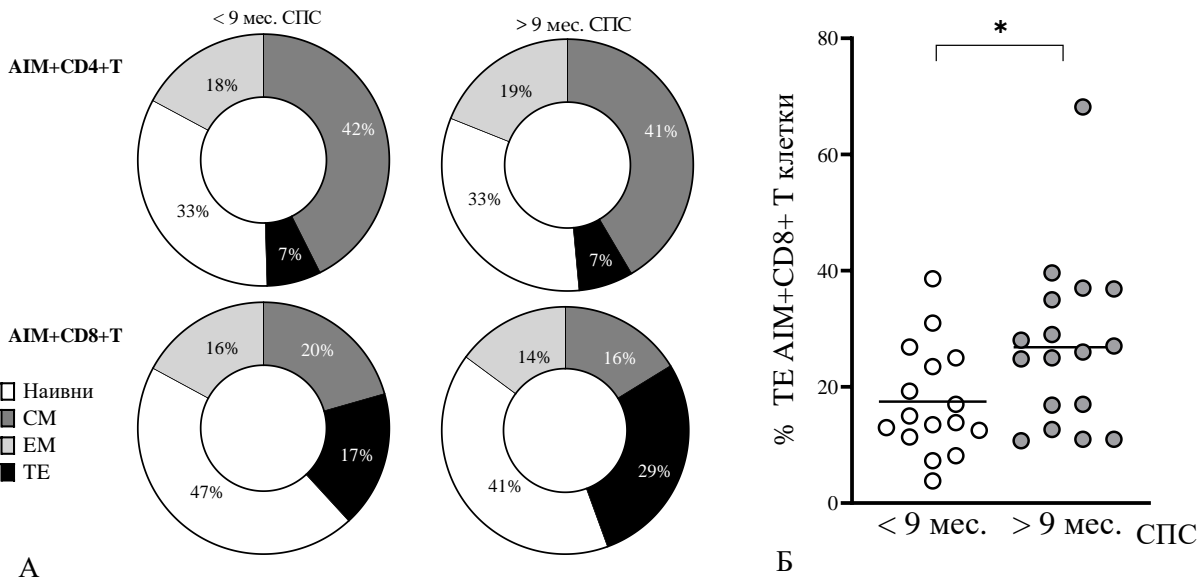 < 9 мес. СПС
> 9 мес. СПС
AIM+CD4+T
18%
42%
33%
7%
19%
41%
33%
7%
AIM+CD8+T
16%
20%
17%
47%
14%
16%
29%
41%
Наивни
CM
EM
TE
А
*
% TE AIM+CD8+ Т клетки
80
60
40
20
0
< 9 мес.
> 9 мес.
СПС
Б